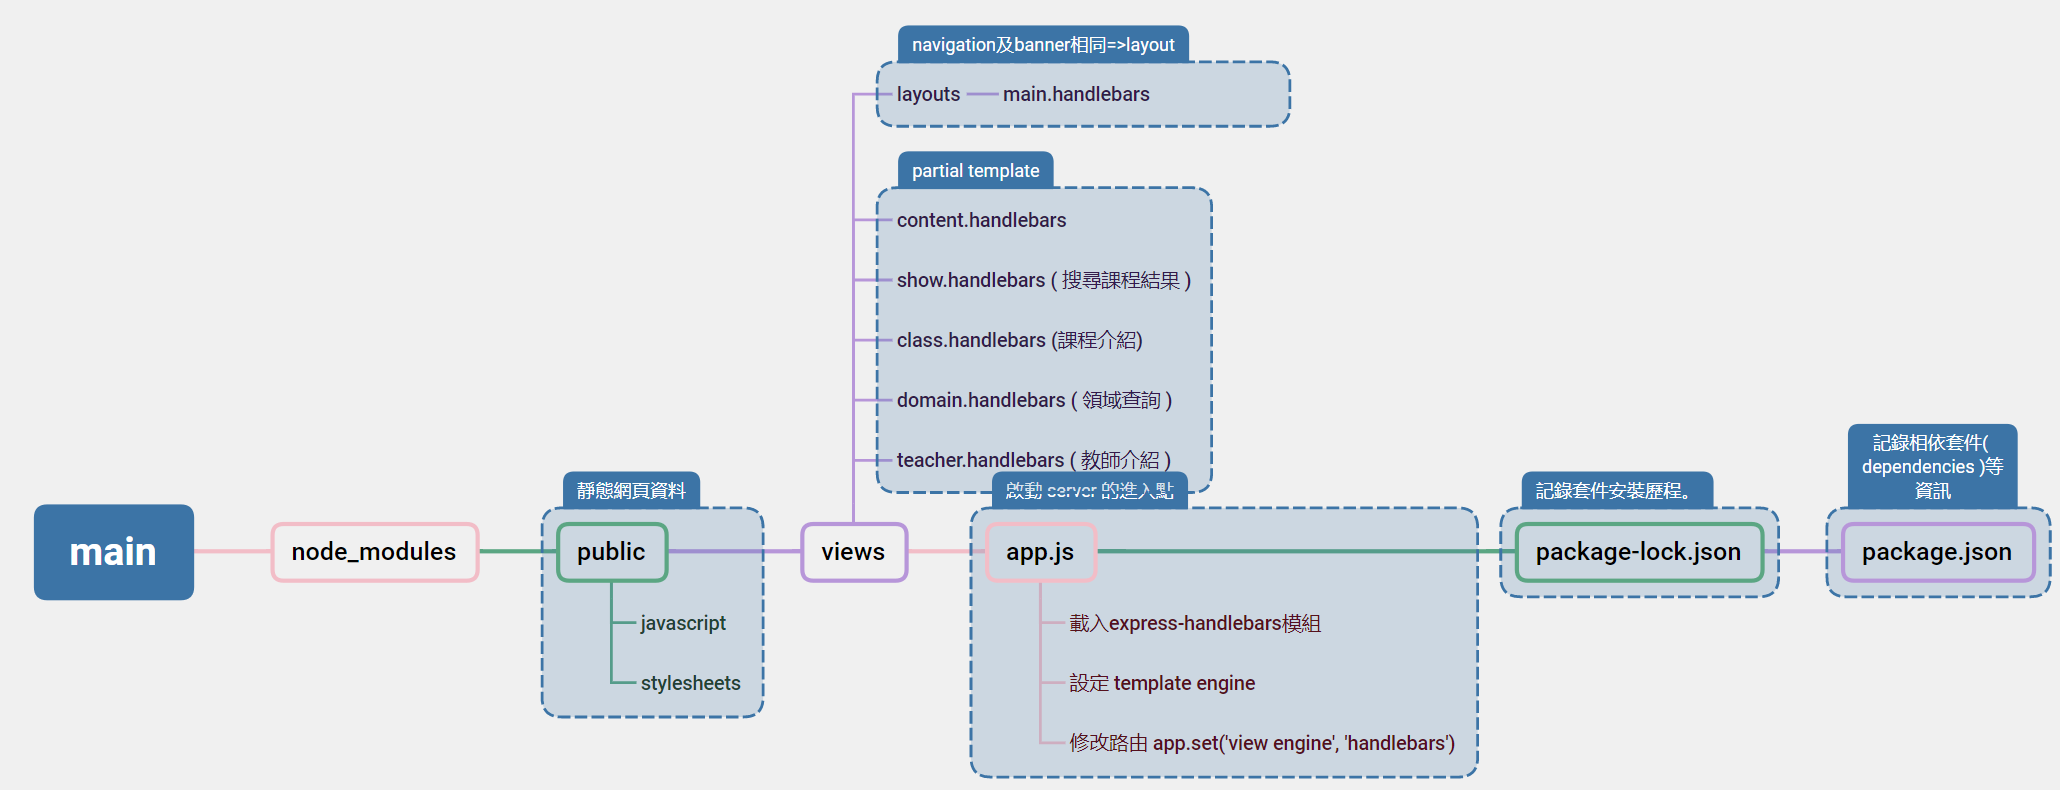 navigation及banner相同=>layout
layouts
main.handlebars
partial template
content.handlebars
show.handlebars ( 搜尋課程結果 )
class.handlebars (課程介紹)
domain.handlebars ( 領域查詢 )
teacher.handlebars ( 教師介紹 )
main
node_modules
靜態網頁資料
public
javascript
stylesheets
views
啟動 server 的進入點
app.js
載入express-handlebars模組
設定 template engine
修改路由 app.set('view engine', 'handlebars')
記錄套件安裝歷程。
package-lock.json
記錄相依套件(
dependencies )等
資訊
package.json